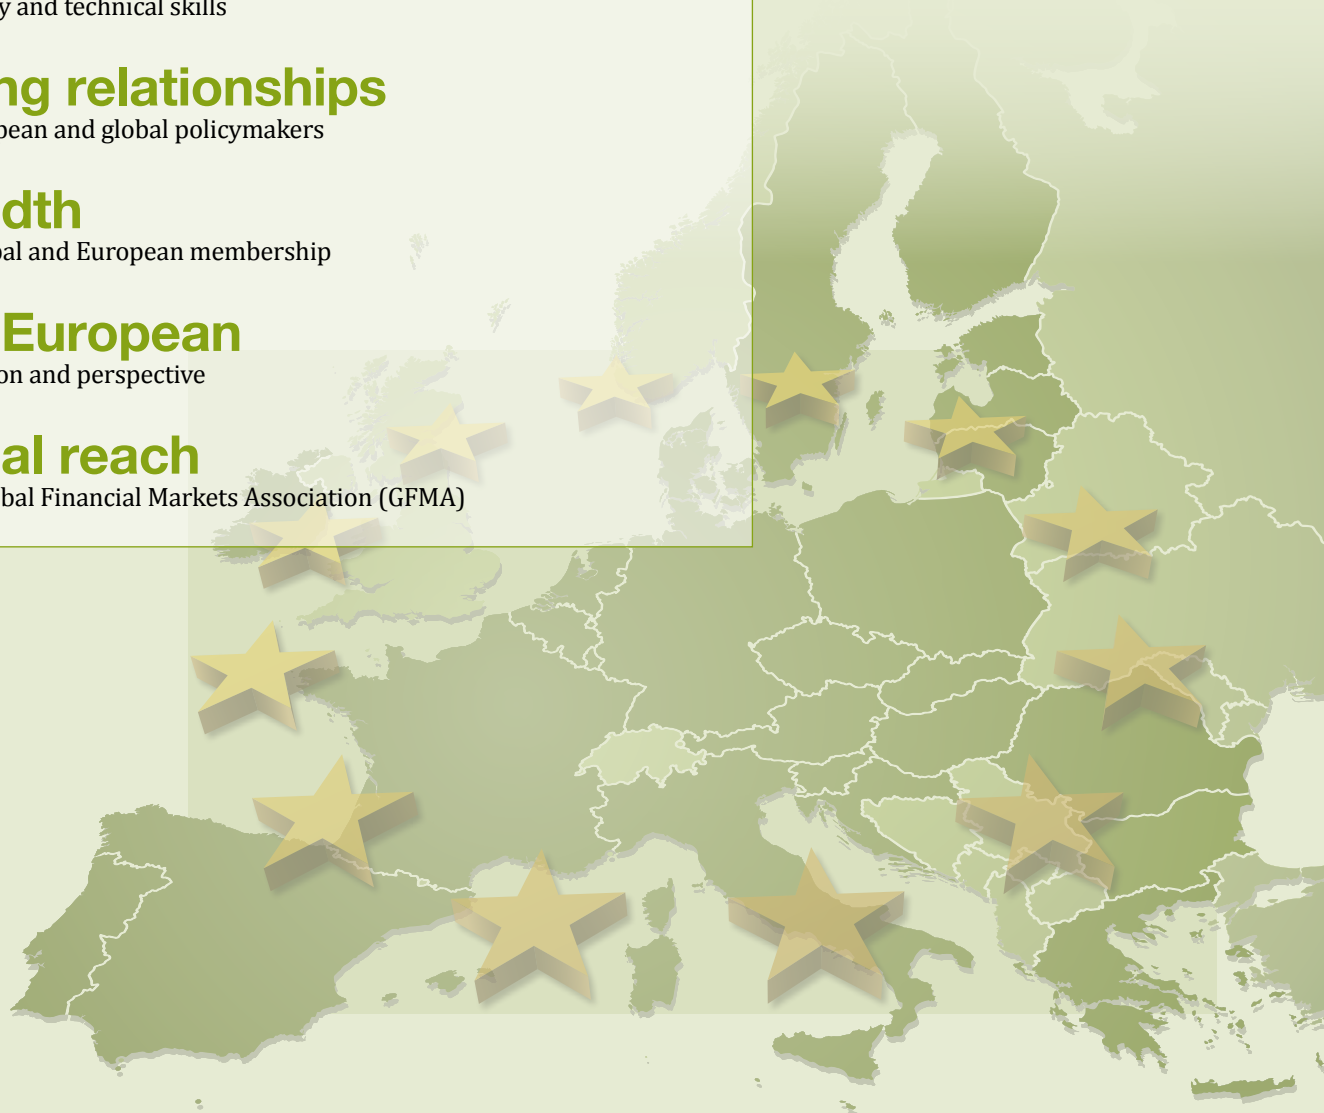 y and technical skills
ng relationships
pean and global policymakers
dth
bal and European membership
European
on and perspective
al reach
obal Financial Markets Association (GFMA)